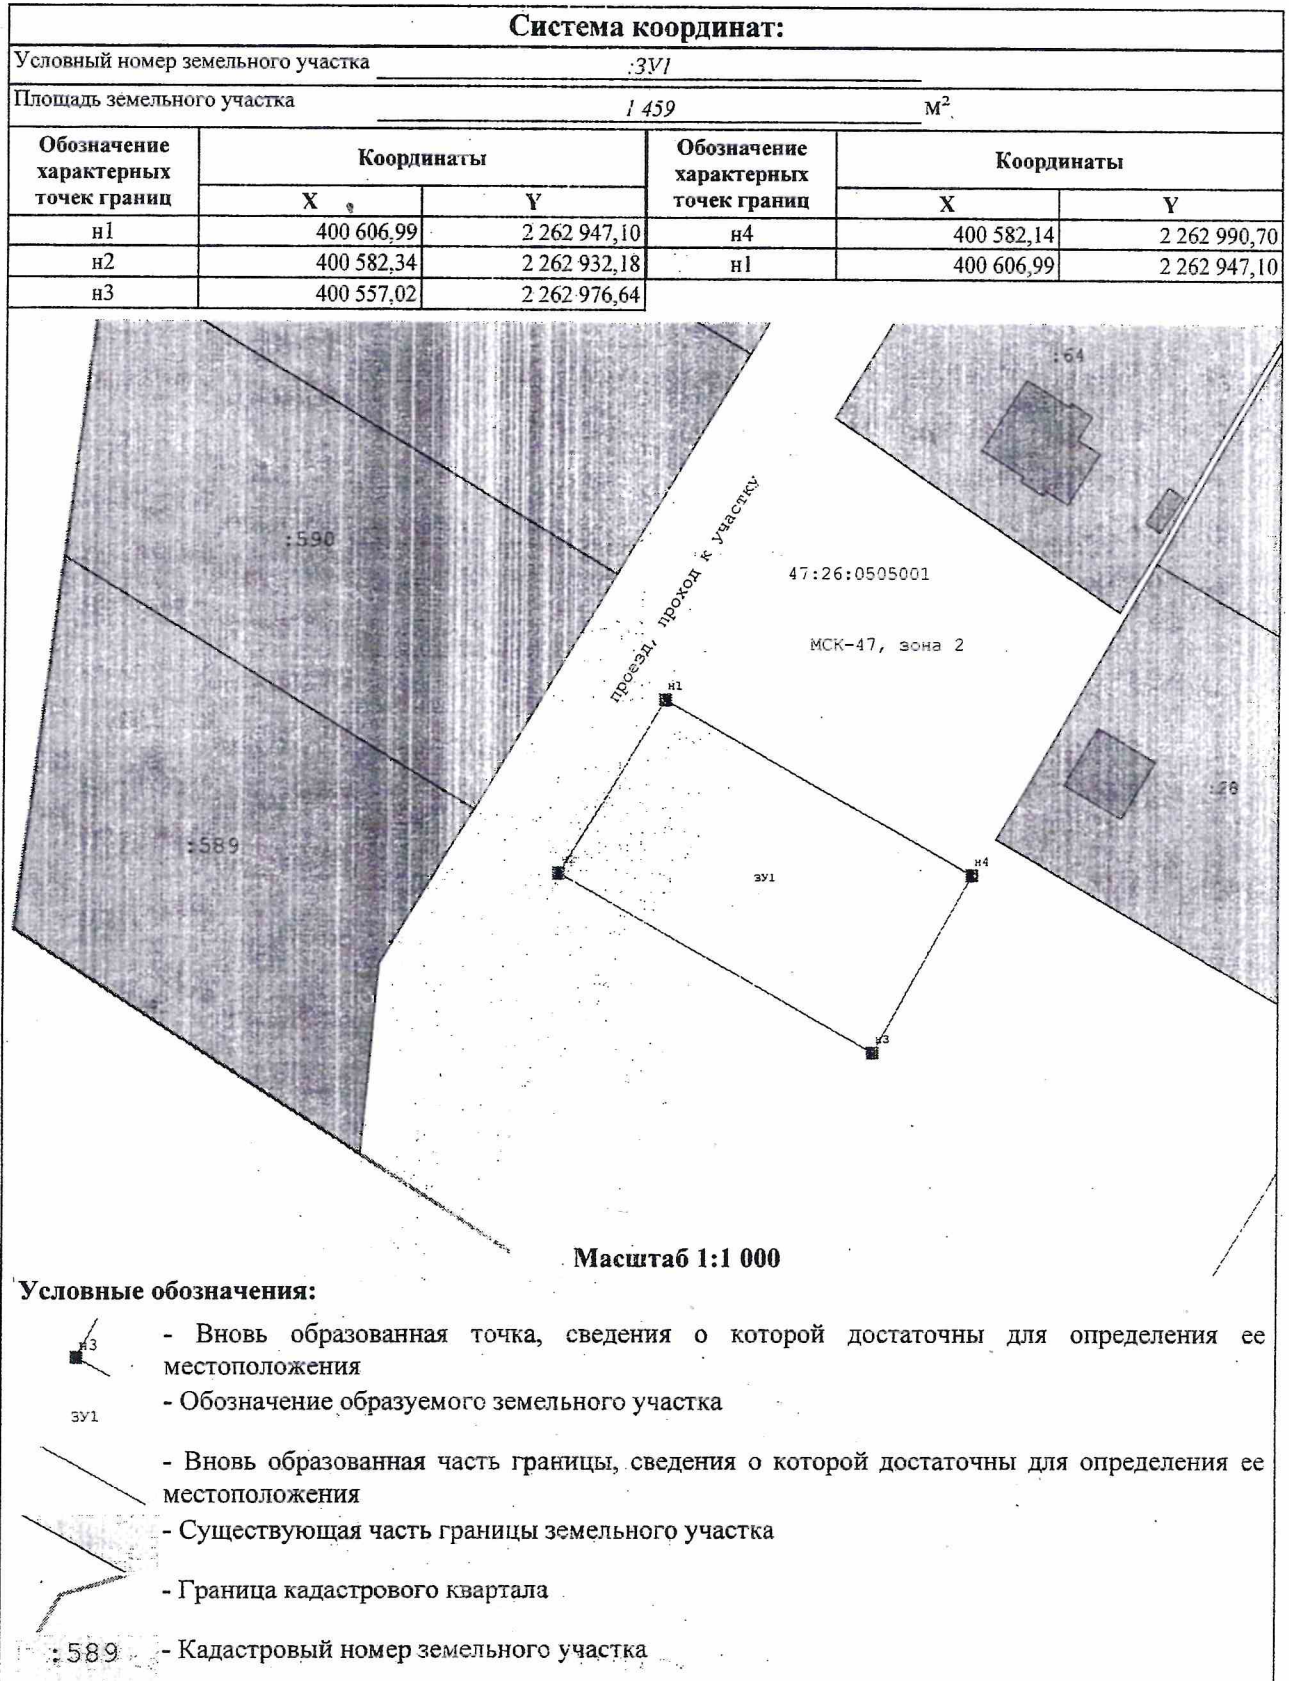 Система координат:
Условный номер земельного участка :ЗУ1
Площадь земельного участка 1 459 м²
Обозначение характерных точек границ Координаты Обозначение характерных точек границ Координаты
X Y X Y
н1 400 606,99 2 262 947,10 н4 400 582,14 2 262 990,70
н2 400 582,34 2 262 932,18 н1 400 606,99 2 262 947,10
н3 400 557,02 2 262 976,64
:64
:590
проезд, проход к участку
47:26:0505001
МСК-47, зона 2
н1
:589
н4
ЗУ1
н3
Масштаб 1:1 000
Условные обозначения:
н3
- Вновь образованная точка, сведения о которой достаточны для определения ее
местоположения
ЗУ1
- Обозначение образуемого земельного участка
- Вновь образованная часть границы, сведения о которой достаточны для определения ее
местоположения
- Существующая часть границы земельного участка
- Граница кадастрового квартала
:589 - Кадастровый номер земельного участка